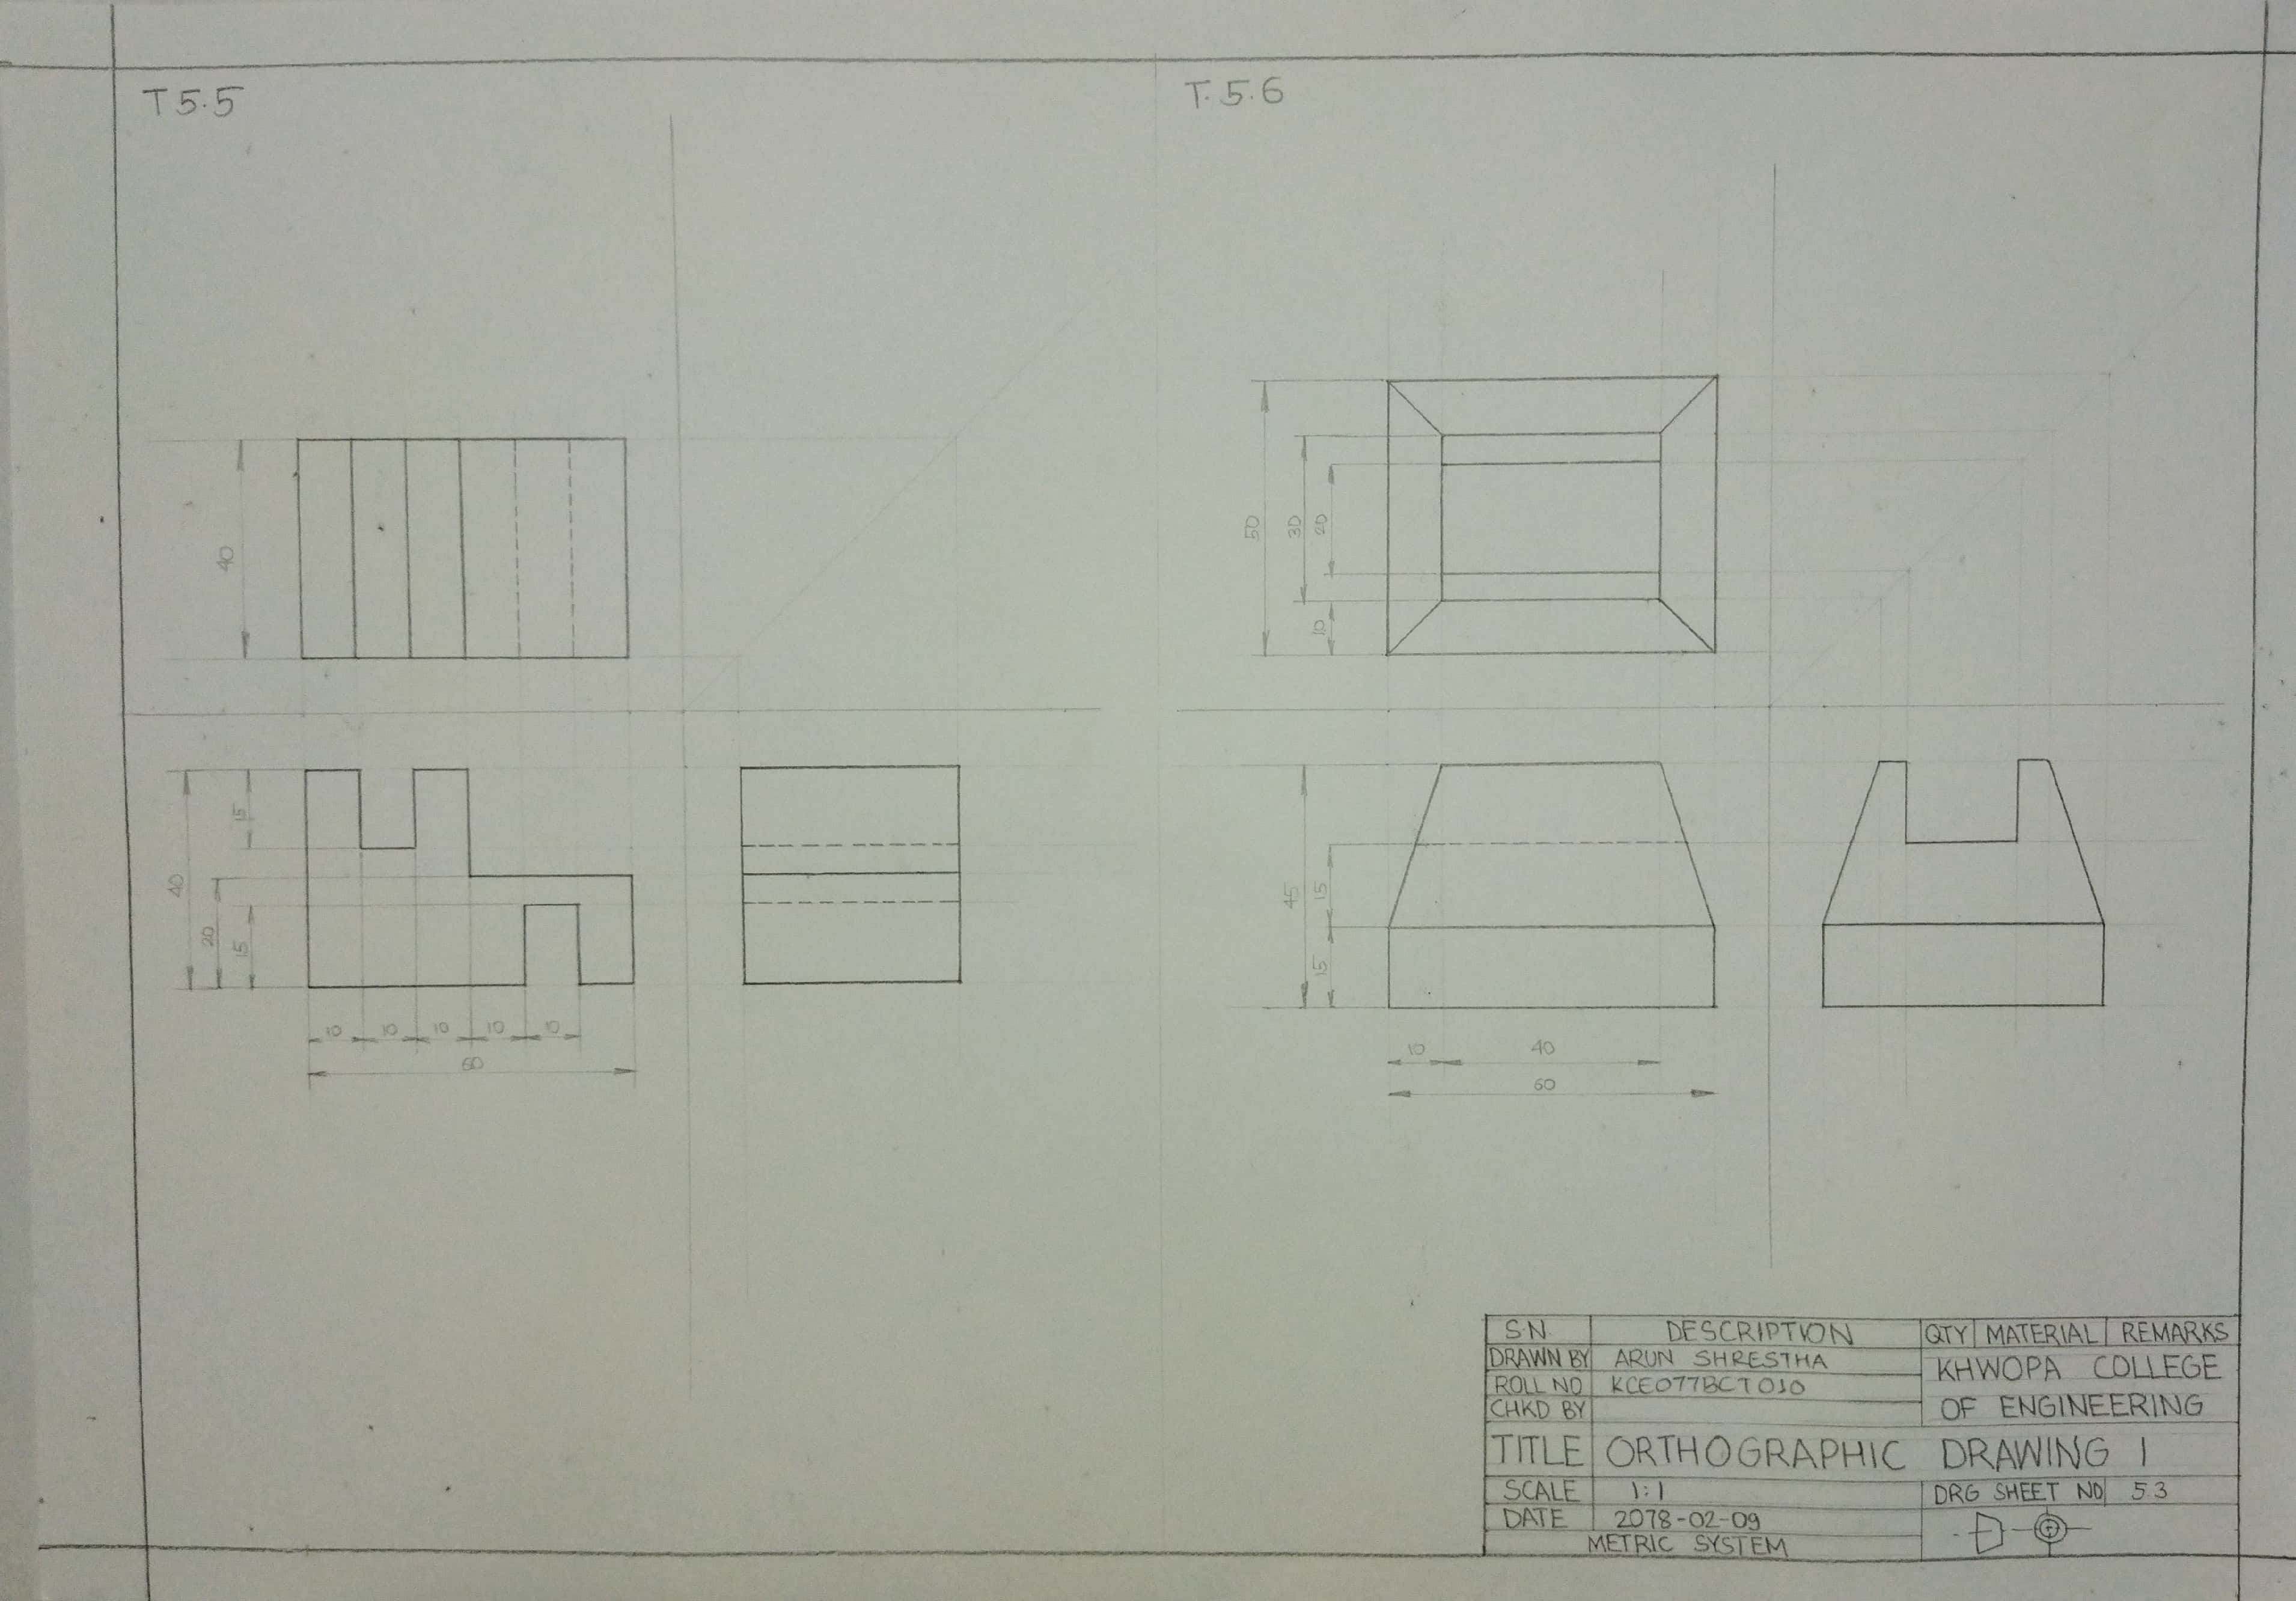 T 5.5
40
40
15
20
15
10 10 10 10 10
60
T. 5.6
50
30
20
10
45
15
15
10 40
60
S.N. DESCRIPTION QTY MATERIAL REMARKS
DRAWN BY ARUN SHRESTHA
ROLL NO KCE077BCT010
CHKD BY
KHWOPA COLLEGE
OF ENGINEERING
TITLE ORTHOGRAPHIC DRAWING 1
SCALE 1:1
DRG SHEET NO 5.3
DATE 2078-02-09
METRIC SYSTEM